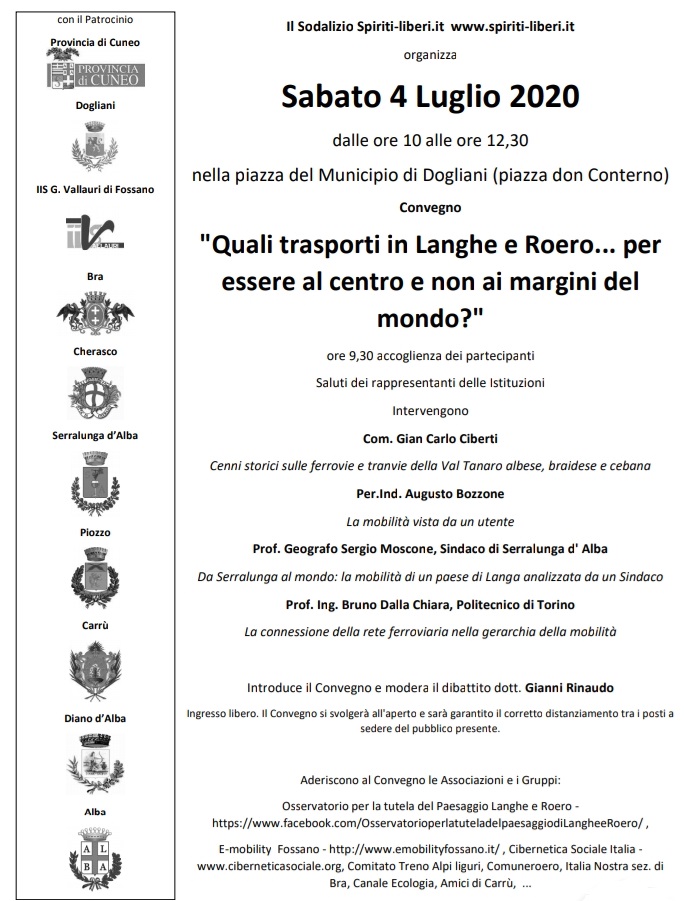 con il Patrocinio
Provincia di Cuneo
PROVINCIA
di CUNEO
Dogliani
IIS G. Vallauri di Fossano
Bra
Cherasco
Serralunga d’Alba
Piozzo
Carrù
Diano d’Alba
Alba
A L
B A
Il Sodalizio Spiriti-liberi.it www.spiriti-liberi.it
organizza
Sabato 4 Luglio 2020
dalle ore 10 alle ore 12,30
nella piazza del Municipio di Dogliani (piazza don Conterno)
Convegno
"Quali trasporti in Langhe e Roero... per
essere al centro e non ai margini del
mondo?"
ore 9,30 accoglienza dei partecipanti
Saluti dei rappresentanti delle Istituzioni
Intervengono
Com. Gian Carlo Ciberti
Cenni storici sulle ferrovie e tranvie della Val Tanaro albese, braidese e cebana
Per.Ind. Augusto Bozzone
La mobilità vista da un utente
Prof. Geografo Sergio Moscone, Sindaco di Serralunga d' Alba
Da Serralunga al mondo: la mobilità di un paese di Langa analizzata da un Sindaco
Prof. Ing. Bruno Dalla Chiara, Politecnico di Torino
La connessione della rete ferroviaria nella gerarchia della mobilità
Introduce il Convegno e modera il dibattito dott. Gianni Rinaudo
Ingresso libero. Il Convegno si svolgerà all'aperto e sarà garantito il corretto distanziamento tra i posti a
sedere del pubblico presente.
Aderiscono al Convegno le Associazioni e i Gruppi:
Osservatorio per la tutela del Paesaggio Langhe e Roero -
https://www.facebook.com/OsservatorioperlatuteladelpaesaggiodiLangheeRoero/ ,
E-mobility Fossano - http://www.emobilityfossano.it/ , Cibernetica Sociale Italia -
www.ciberneticasociale.org, Comitato Treno Alpi liguri, Comuneroero, Italia Nostra sez. di
Bra, Canale Ecologia, Amici di Carrù, ...